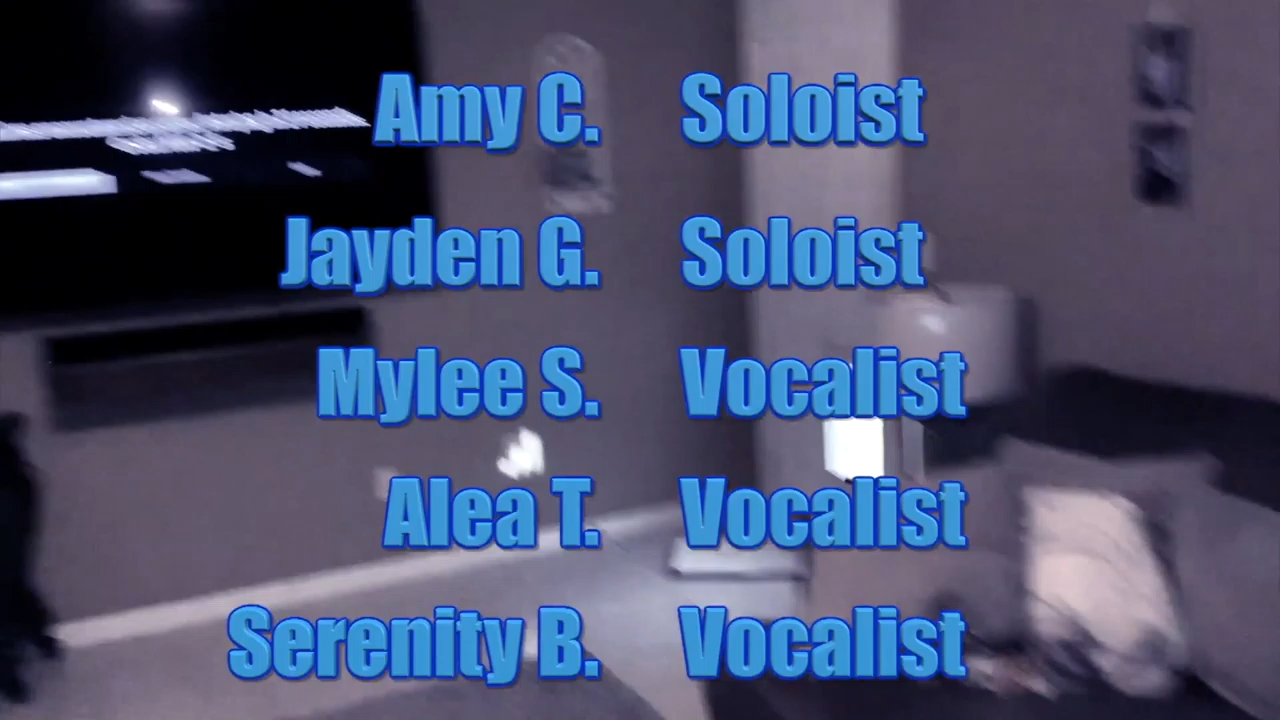 Amy C. Soloist
Jayden G. Soloist
Mylee S. Vocalist
Alea T. Vocalist
Serenity B. Vocalist